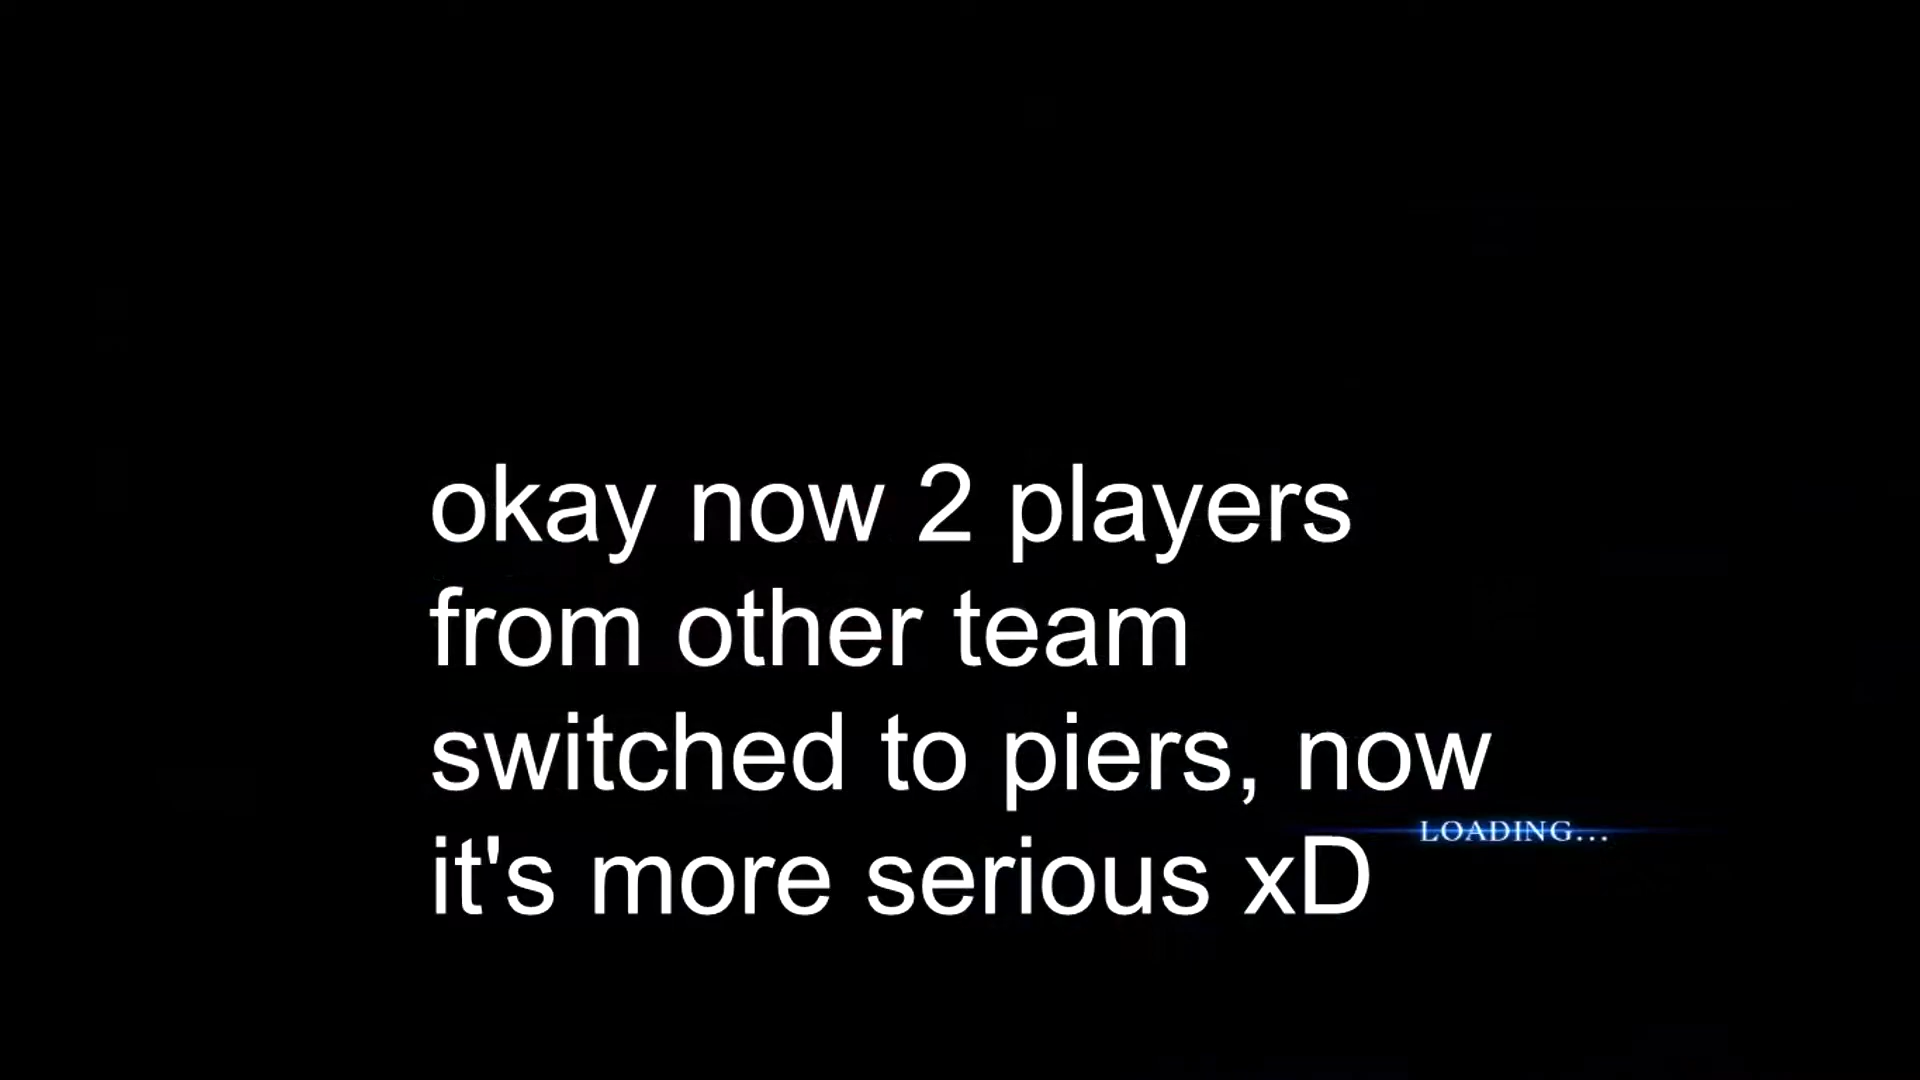 okay now 2 players
from other team
switched to piers, now
LOADING...
it's more serious xD